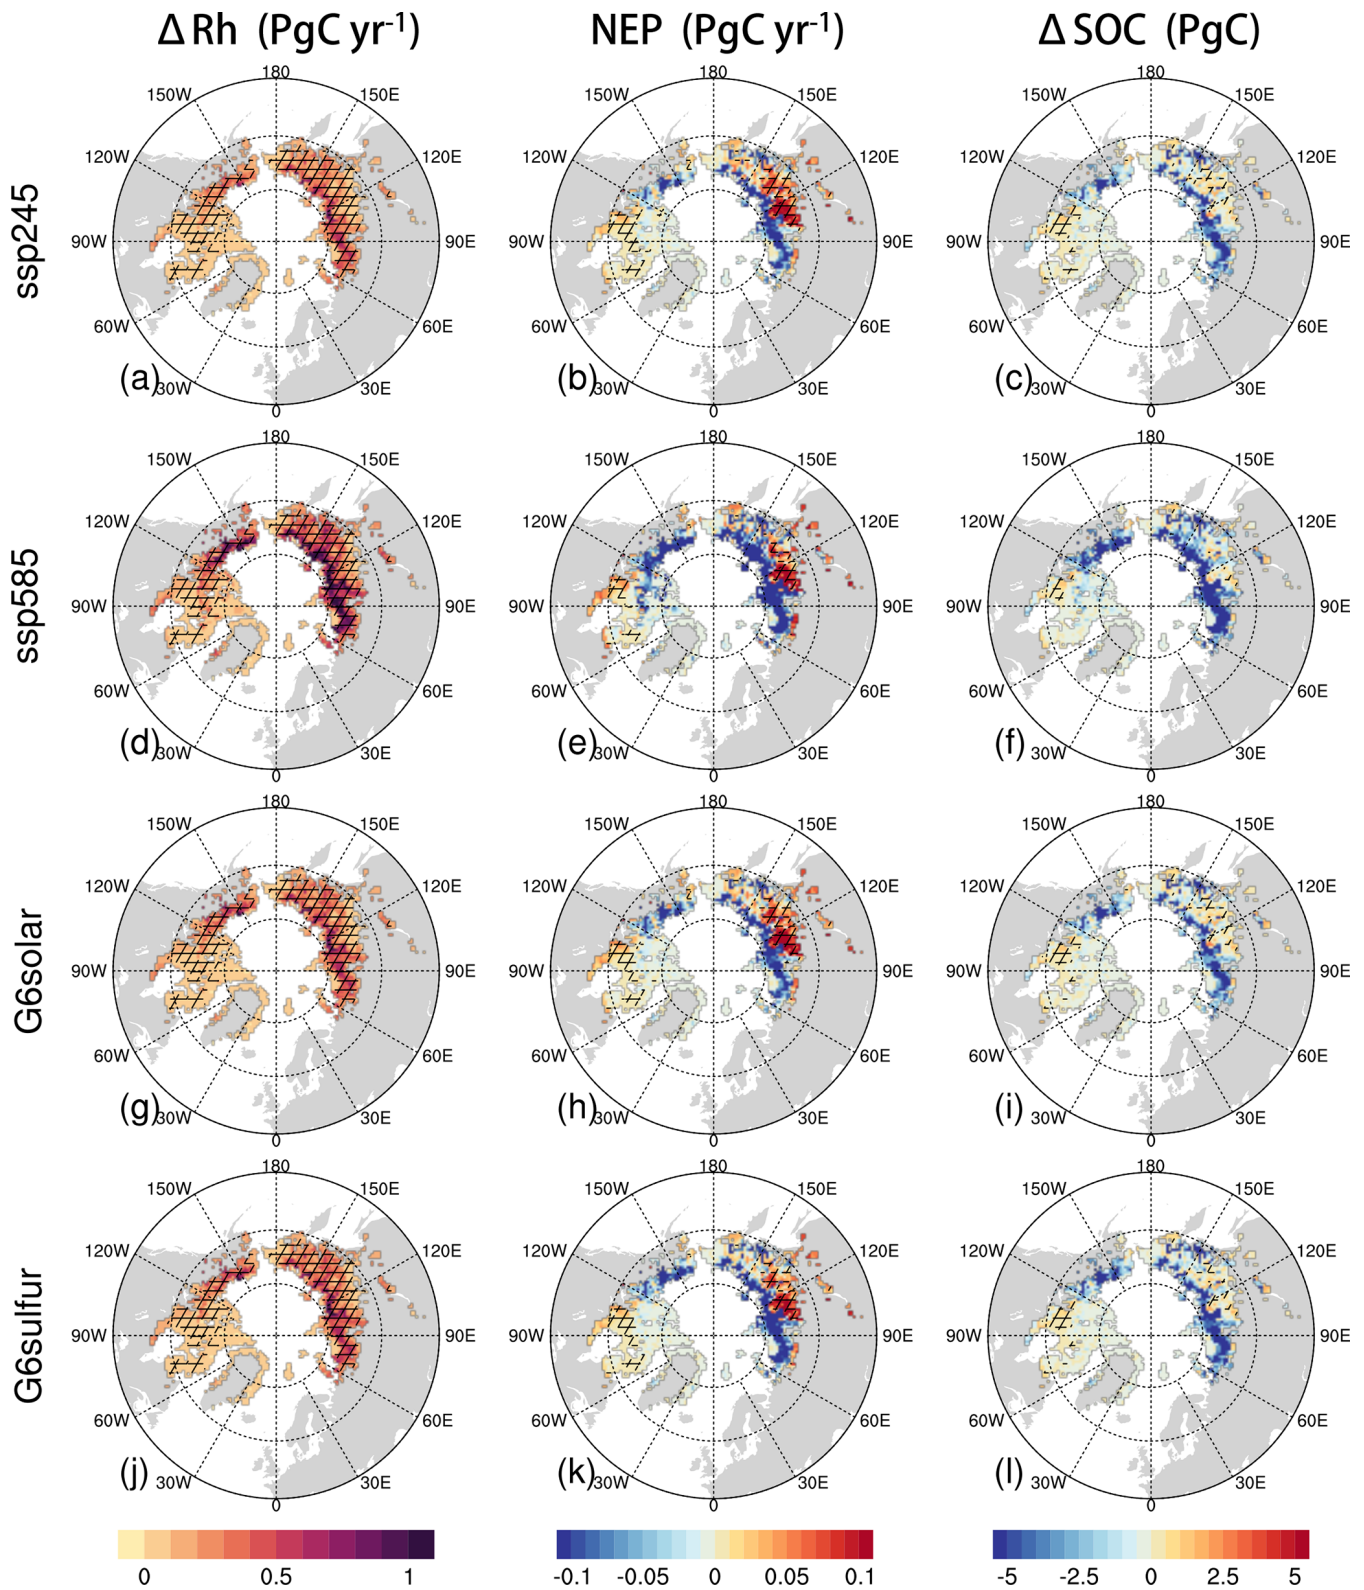 Δ Rh (PgC yr-1) NEP (PgC yr-1) Δ SOC (PgC)
180 180 180
150W 150E 150W 150E 150W 150E
120W 120E 120W 120E 120W 120E
ssp245
90W 90E 90W 90E 90W 90E
60W 60E 60W 60E 60W 60E
(a) 30W 30E (b) 30W 30E (c) 30W 30E
0 0 0
180 180 180
150W 150E 150W 150E 150W 150E
120W 120E 120W 120E 120W 120E
ssp585
90W 90E 90W 90E 90W 90E
60W 60E 60W 60E 60W 60E
(d) 30W 30E (e) 30W 30E (f) 30W 30E
0 0 0
180 180 180
150W 150E 150W 150E 150W 150E
120W 120E 120W 120E 120W 120E
G6solar
90W 90E 90W 90E 90W 90E
60W 60E 60W 60E 60W 60E
(g) 30W 30E (h) 30W 30E (i) 30W 30E
0 0 0
180 180 180
150W 150E 150W 150E 150W 150E
120W 120E 120W 120E 120W 120E
G6sulfur
90W 90E 90W 90E 90W 90E
60W 60E 60W 60E 60W 60E
(j) 30W 30E (k) 30W 30E (l) 30W 30E
0 0 0
0 0.5 1 -0.1 -0.05 0 0.05 0.1 -5 -2.5 0 2.5 5